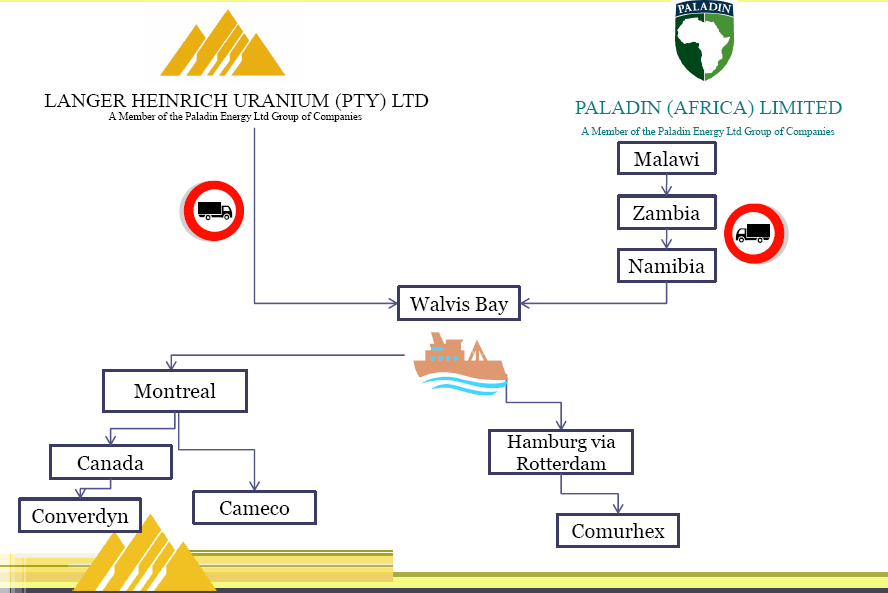 PALADIN
LANGER HEINRICH URANIUM (PTY) LTD
A Member of the Paladin Energy Ltd Group of Companies
PALADIN (AFRICA) LIMITED
A Member of the Paladin Energy Ltd Group of Companies
Malawi
Zambia
Namibia
Walvis Bay
Montreal
Hamburg via
Rotterdam
Canada
Cameco
Converdyn
Comurhex